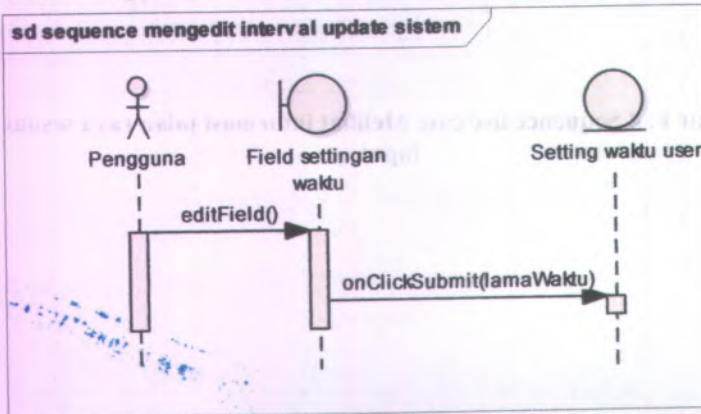 sd sequence mengedit interval update sistem
Pengguna
Field settingan
waktu
Setting waktu user
editField()
onClickSubmit(lamaWaktu)